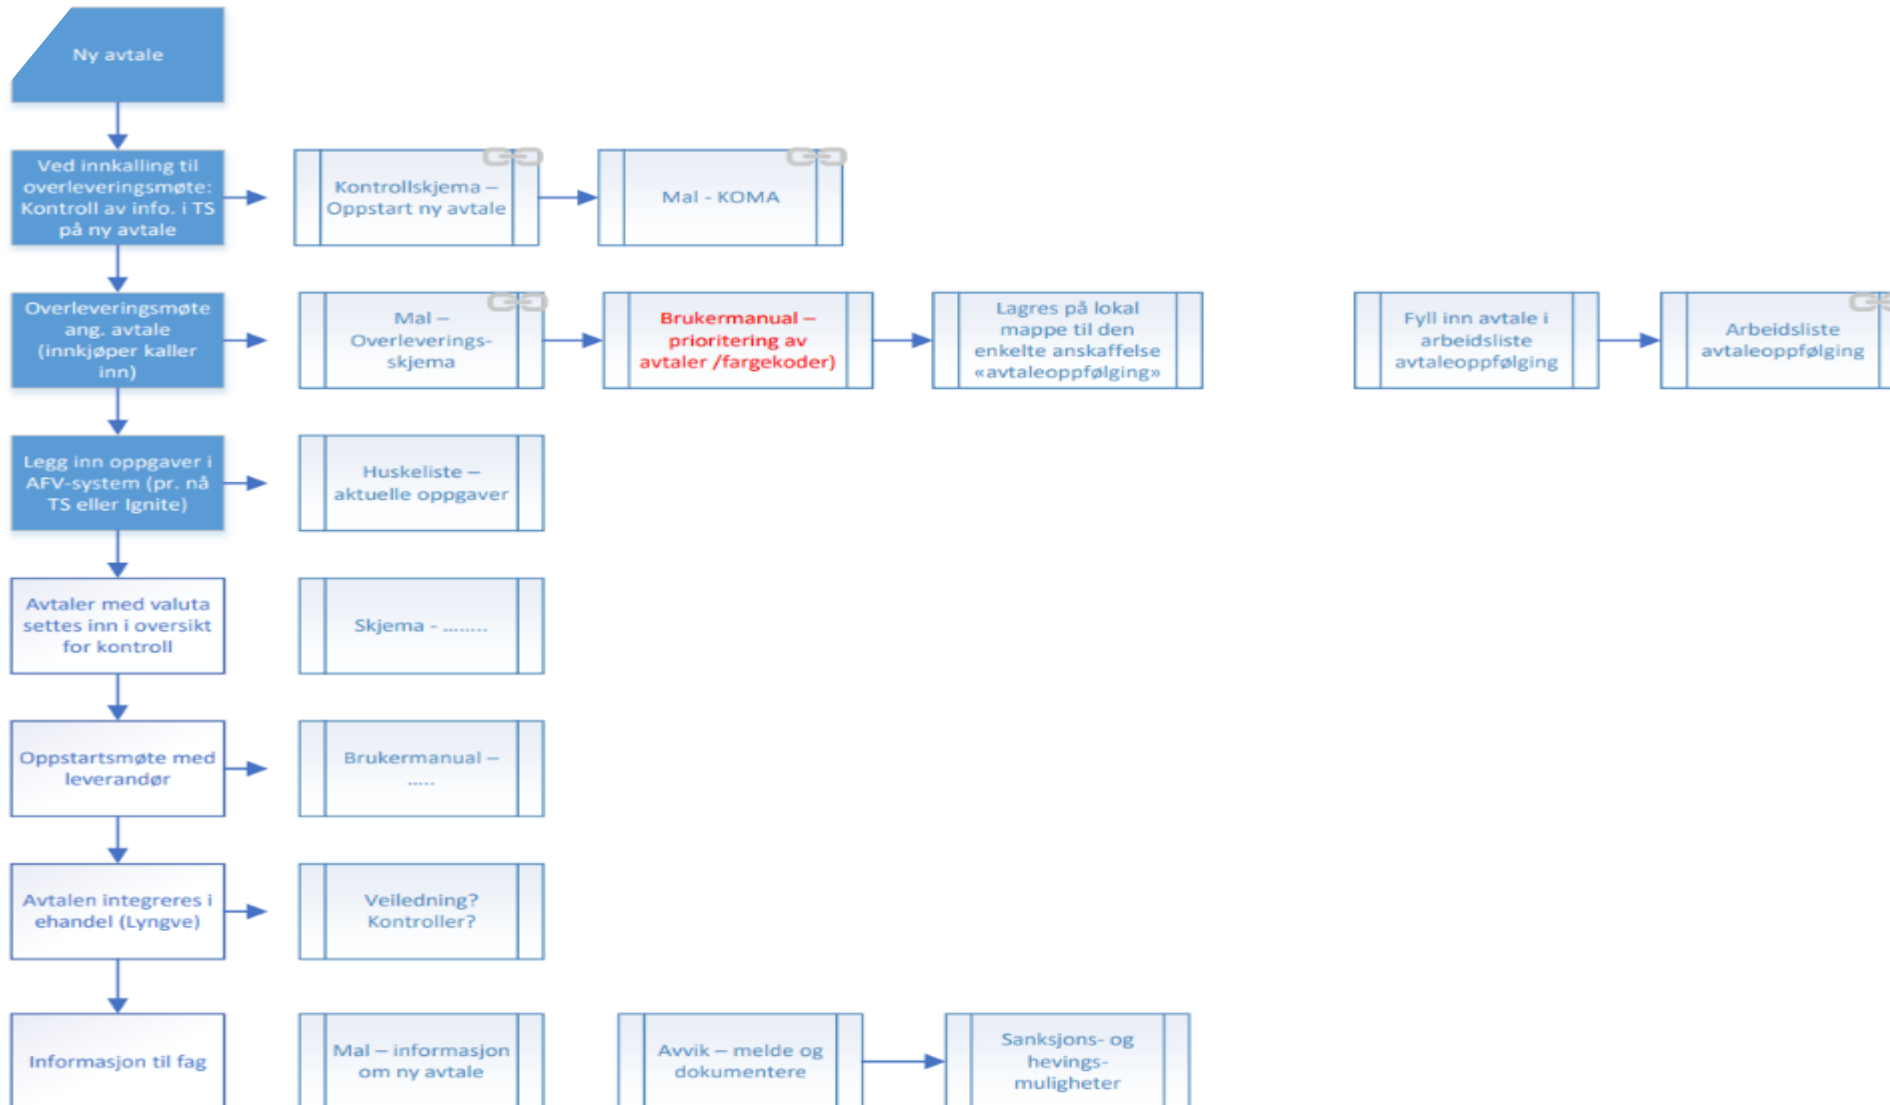 Ny avtale
Ved innkalling til
overleveringsmøte:
Kontroll av info. i TS
på ny avtale
Kontrollskjema –
Oppstart ny avtale
Mal - KOMA
Overleveringsmøte
ang. avtale
(innkjøper kaller
inn)
Mal –
Overleverings-
skjema
Brukermanual –
prioritering av
avtaler /fargekoder)
Lagres på lokal
mappe til den
enkelte anskaffelse
«avtaleoppfølging»
Fyll inn avtale i
arbeidsliste
avtaleoppfølging
Arbeidsliste
avtaleoppfølging
Legg inn oppgaver i
AFV-system (pr. nå
TS eller Ignite)
Huskeliste –
aktuelle oppgaver
Avtaler med valuta
settes inn i oversikt
for kontroll
Skjema - ........
Oppstartsmøte med
leverandør
Brukermanual –
.....
Avtalen integreres i
ehandel (Lyngve)
Veiledning?
Kontroller?
Informasjon til fag
Mal – informasjon
om ny avtale
Avvik – melde og
dokumentere
Sanksjons- og
hevings-
muligheter